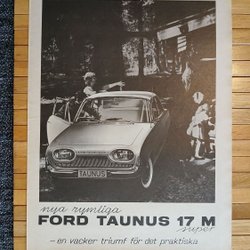 TAUNUS
nya rymliga
FORD TAUNUS 17 M
super
– en vacker triumf för det praktiska